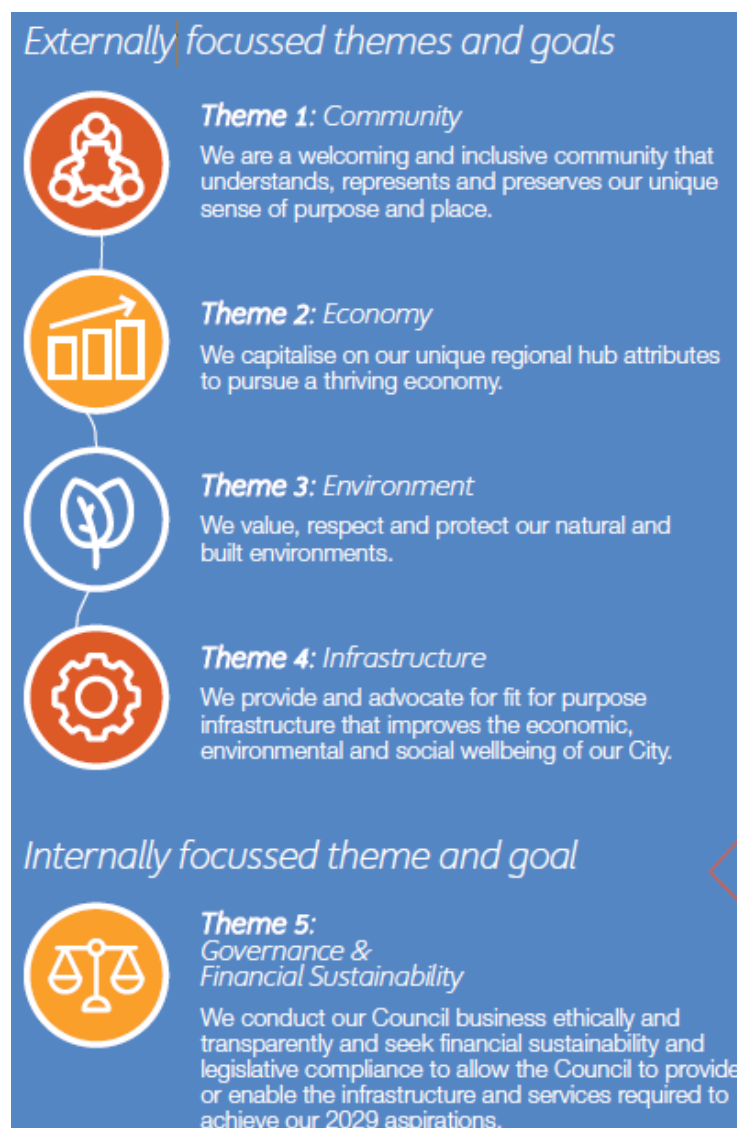 Externally focussed themes and goals
Theme 1: Community
We are a welcoming and inclusive community that
understands, represents and preserves our unique
sense of purpose and place.
Theme 2: Economy
We capitalise on our unique regional hub attributes
to pursue a thriving economy.
Theme 3: Environment
We value, respect and protect our natural and
built environments.
Theme 4: Infrastructure
We provide and advocate for fit for purpose
infrastructure that improves the economic,
environmental and social wellbeing of our City.
Internally focussed theme and goal
Theme 5:
Governance &
Financial Sustainability
We conduct our Council business ethically and
transparently and seek financial sustainability and
legislative compliance to allow the Council to provide
or enable the infrastructure and services required to
achieve our 2029 aspirations.